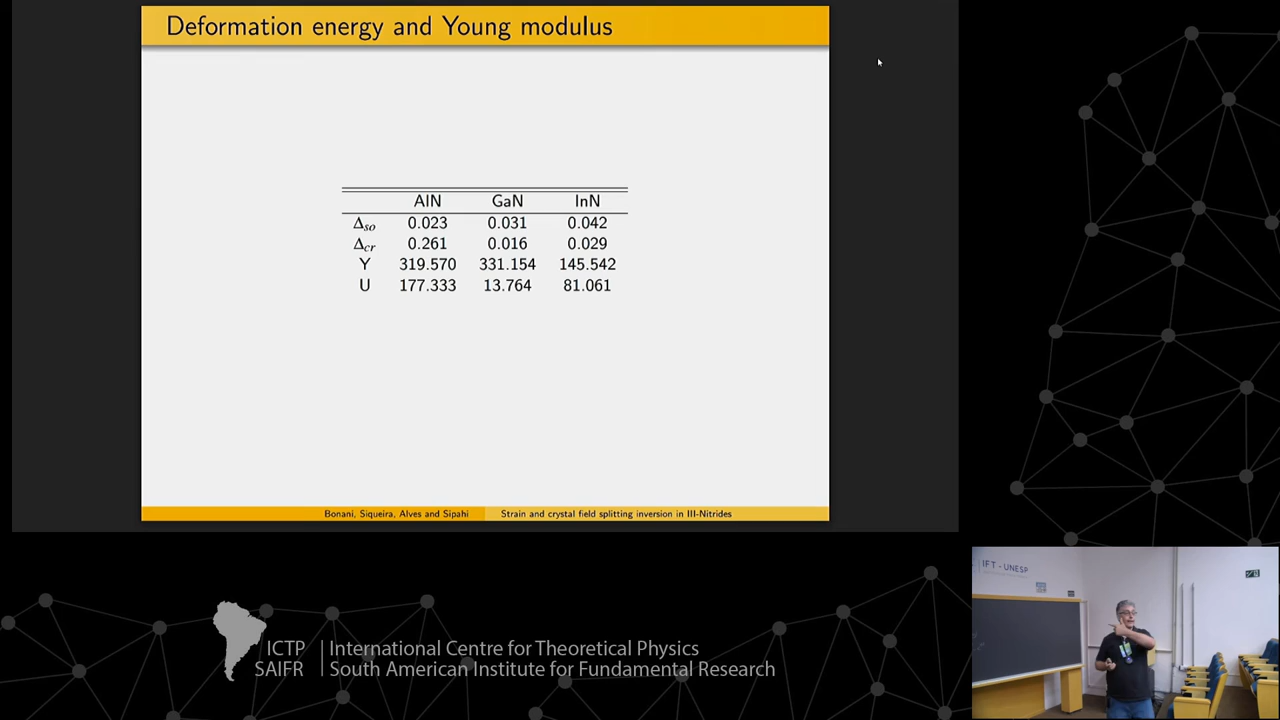 Deformation energy and Young modulus
AlN GaN InN
Δso 0.023 0.031 0.042
Δcr 0.261 0.016 0.029
Y 319.570 331.154 145.542
U 177.333 13.764 81.061
Bonani, Siqueira, Alves and Sipahi Strain and crystal field splitting inversion in III-Nitrides
IFT - UNESP
ICTP International Centre for Theoretical Physics
SAIFR South American Institute for Fundamental Research